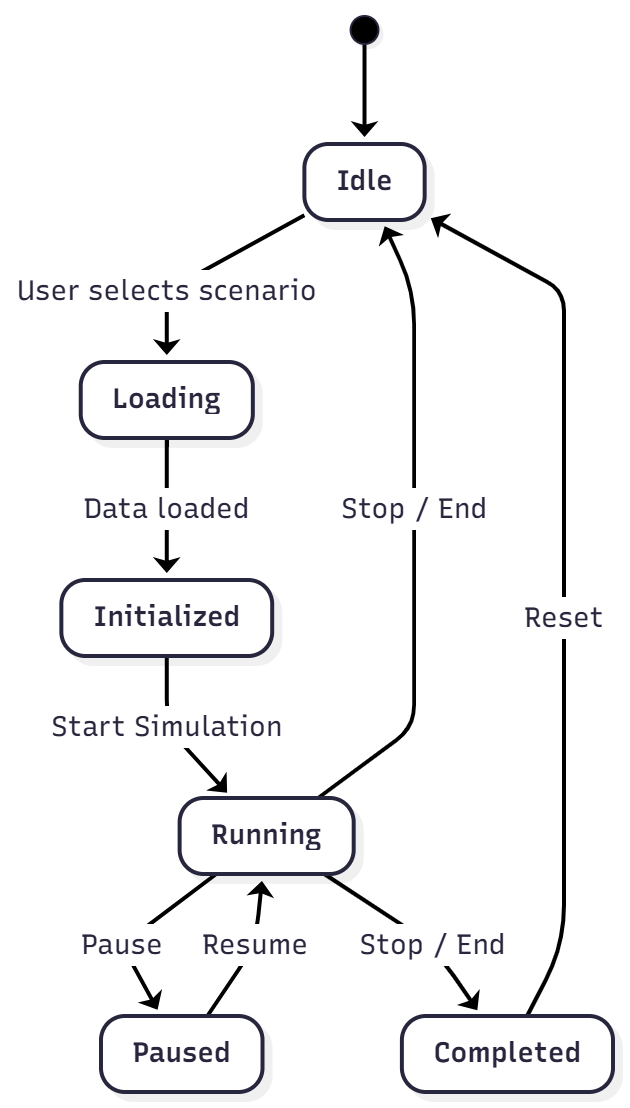 Idle
User selects scenario
Loading
Data loaded
Stop / End
Initialized
Reset
Start Simulation
Running
Pause
Resume
Stop / End
Paused
Completed